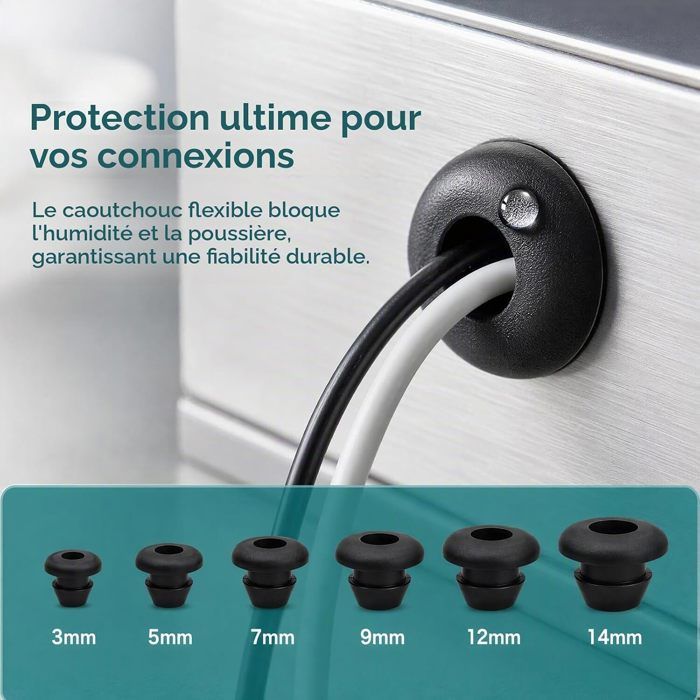 Protection ultime pour
vos connexions
Le caoutchouc flexible bloque
l'humidité et la poussière,
garantissant une fiabilité durable.
3mm 5mm 7mm 9mm 12mm 14mm